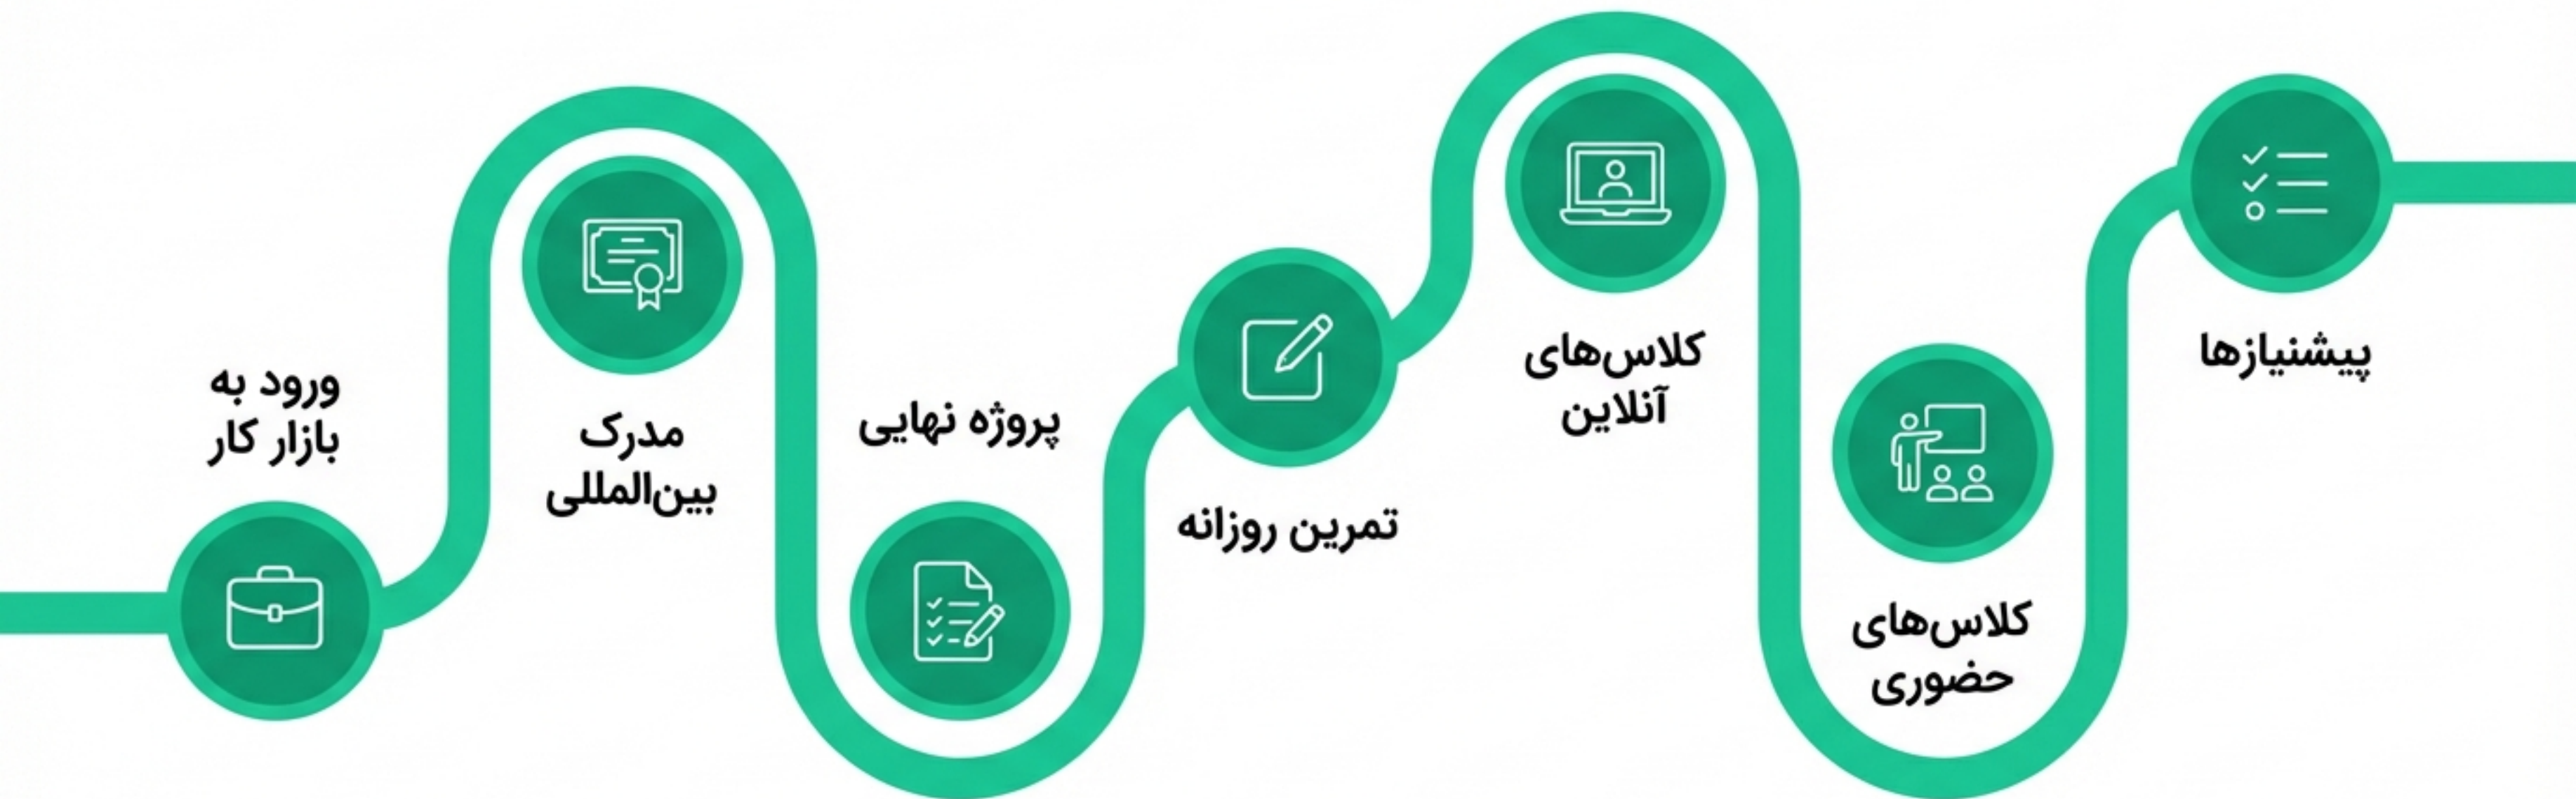 پیشنیازها
کلاس‌های
حضوری
کلاس‌های
آنلاین
تمرین روزانه
پروژه نهایی
مدرک
بین‌المللی
ورود به
بازار کار